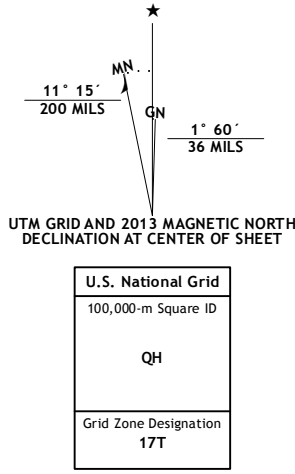 ★
MN
11° 15´
200 MILS
GN
1° 60´
36 MILS
UTM GRID AND 2013 MAGNETIC NORTH
DECLINATION AT CENTER OF SHEET
U.S. National Grid
100,000-m Square ID
QH
Grid Zone Designation
17T